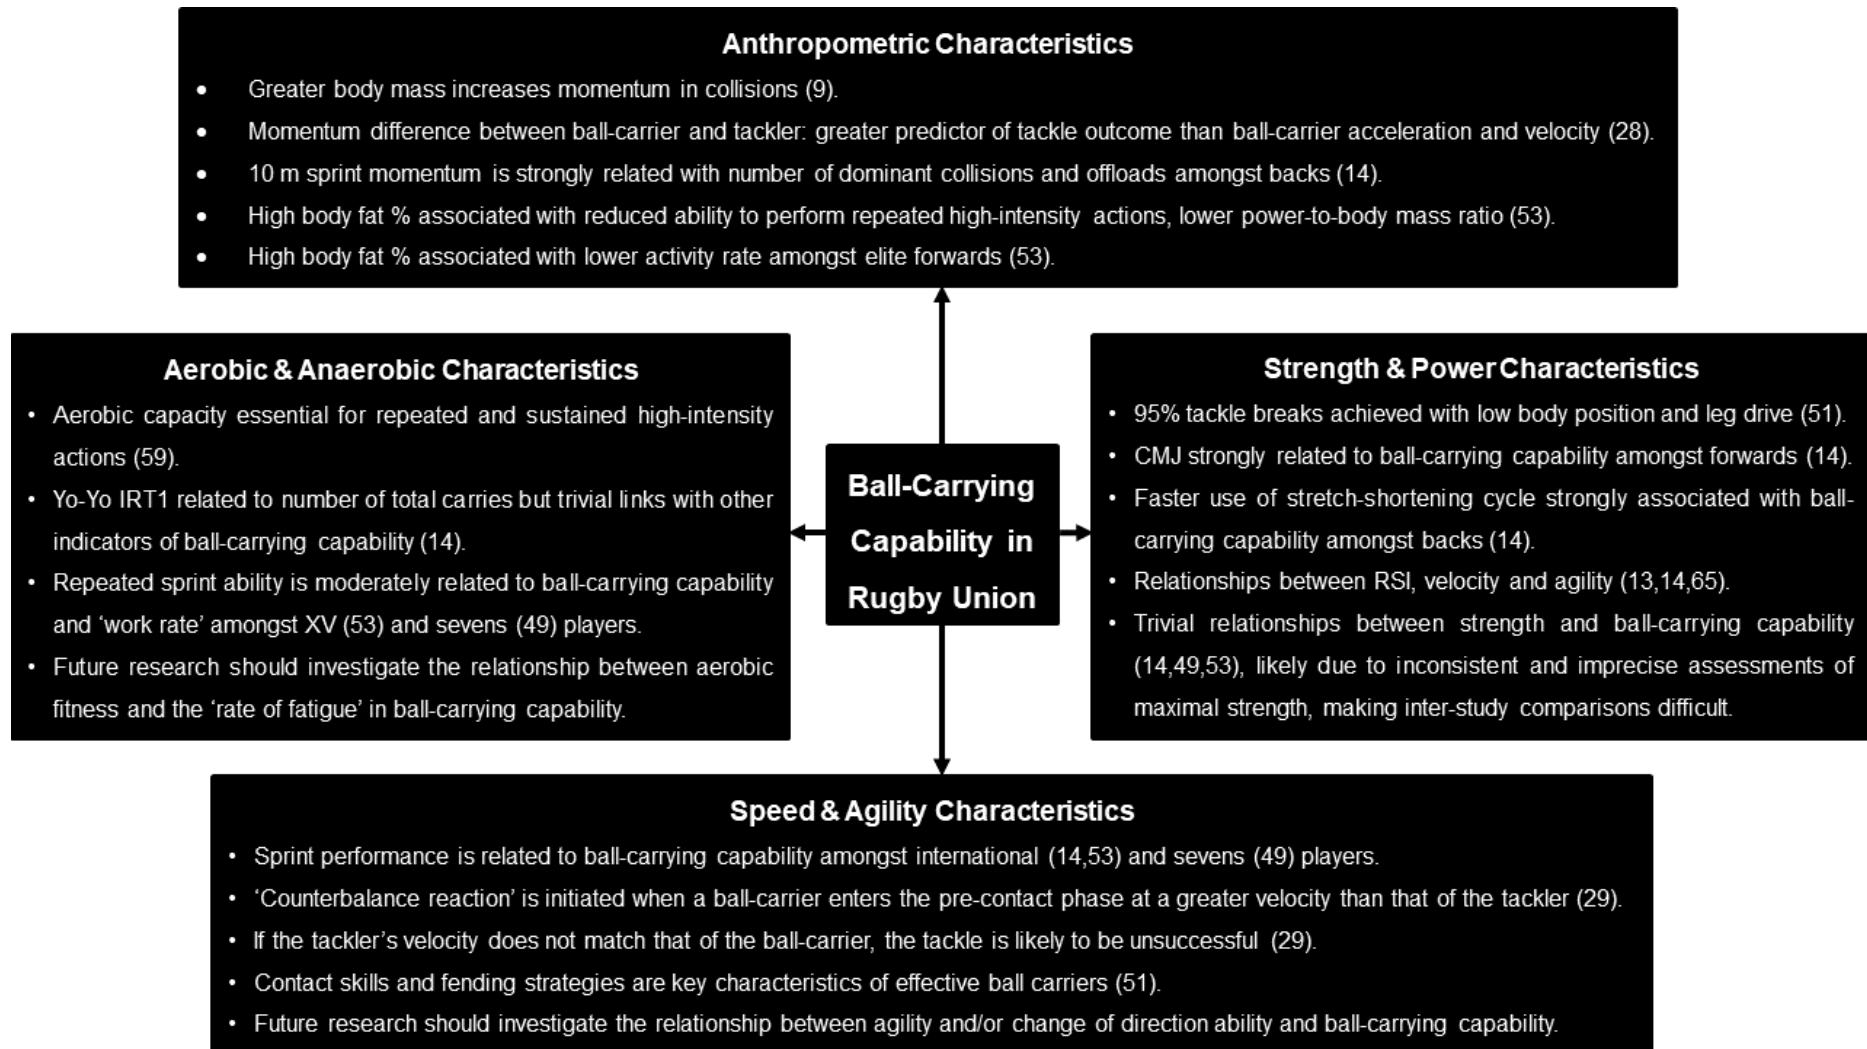 Anthropometric Characteristics
• Greater body mass increases momentum in collisions (9).
• Momentum difference between ball-carrier and tackler: greater predictor of tackle outcome than ball-carrier acceleration and velocity (28).
• 10 m sprint momentum is strongly related with number of dominant collisions and offloads amongst backs (14).
• High body fat % associated with reduced ability to perform repeated high-intensity actions, lower power-to-body mass ratio (53).
• High body fat % associated with lower activity rate amongst elite forwards (53).
Aerobic & Anaerobic Characteristics
• Aerobic capacity essential for repeated and sustained high-intensity
actions (59).
• Yo-Yo IRT1 related to number of total carries but trivial links with other
indicators of ball-carrying capability (14).
• Repeated sprint ability is moderately related to ball-carrying capability
and ‘work rate’ amongst XV (53) and sevens (49) players.
• Future research should investigate the relationship between aerobic
fitness and the ‘rate of fatigue’ in ball-carrying capability.
Ball-Carrying
Capability in
Rugby Union
Strength & Power Characteristics
• 95% tackle breaks achieved with low body position and leg drive (51).
• CMJ strongly related to ball-carrying capability amongst forwards (14).
• Faster use of stretch-shortening cycle strongly associated with ball-
carrying capability amongst backs (14).
• Relationships between RSI, velocity and agility (13,14,65).
• Trivial relationships between strength and ball-carrying capability
(14,49,53), likely due to inconsistent and imprecise assessments of
maximal strength, making inter-study comparisons difficult.
Speed & Agility Characteristics
• Sprint performance is related to ball-carrying capability amongst international (14,53) and sevens (49) players.
• ‘Counterbalance reaction’ is initiated when a ball-carrier enters the pre-contact phase at a greater velocity than that of the tackler (29).
• If the tackler’s velocity does not match that of the ball-carrier, the tackle is likely to be unsuccessful (29).
• Contact skills and fending strategies are key characteristics of effective ball carriers (51).
• Future research should investigate the relationship between agility and/or change of direction ability and ball-carrying capability.